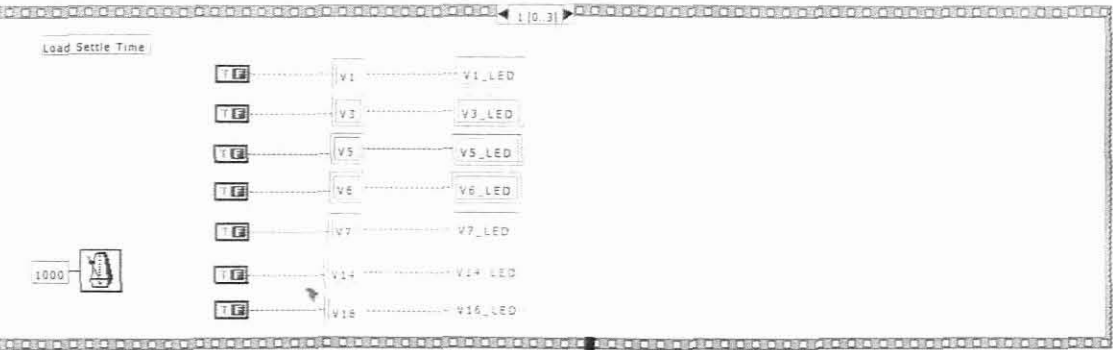 1 [0..3]
Load Settle Time
T F V1 V1_LED
T F V3 V3_LED
T F V5 V5_LED
T F V6 V6_LED
T F V7 V7_LED
1000
T F V14 V14_LED
T F V16_LED